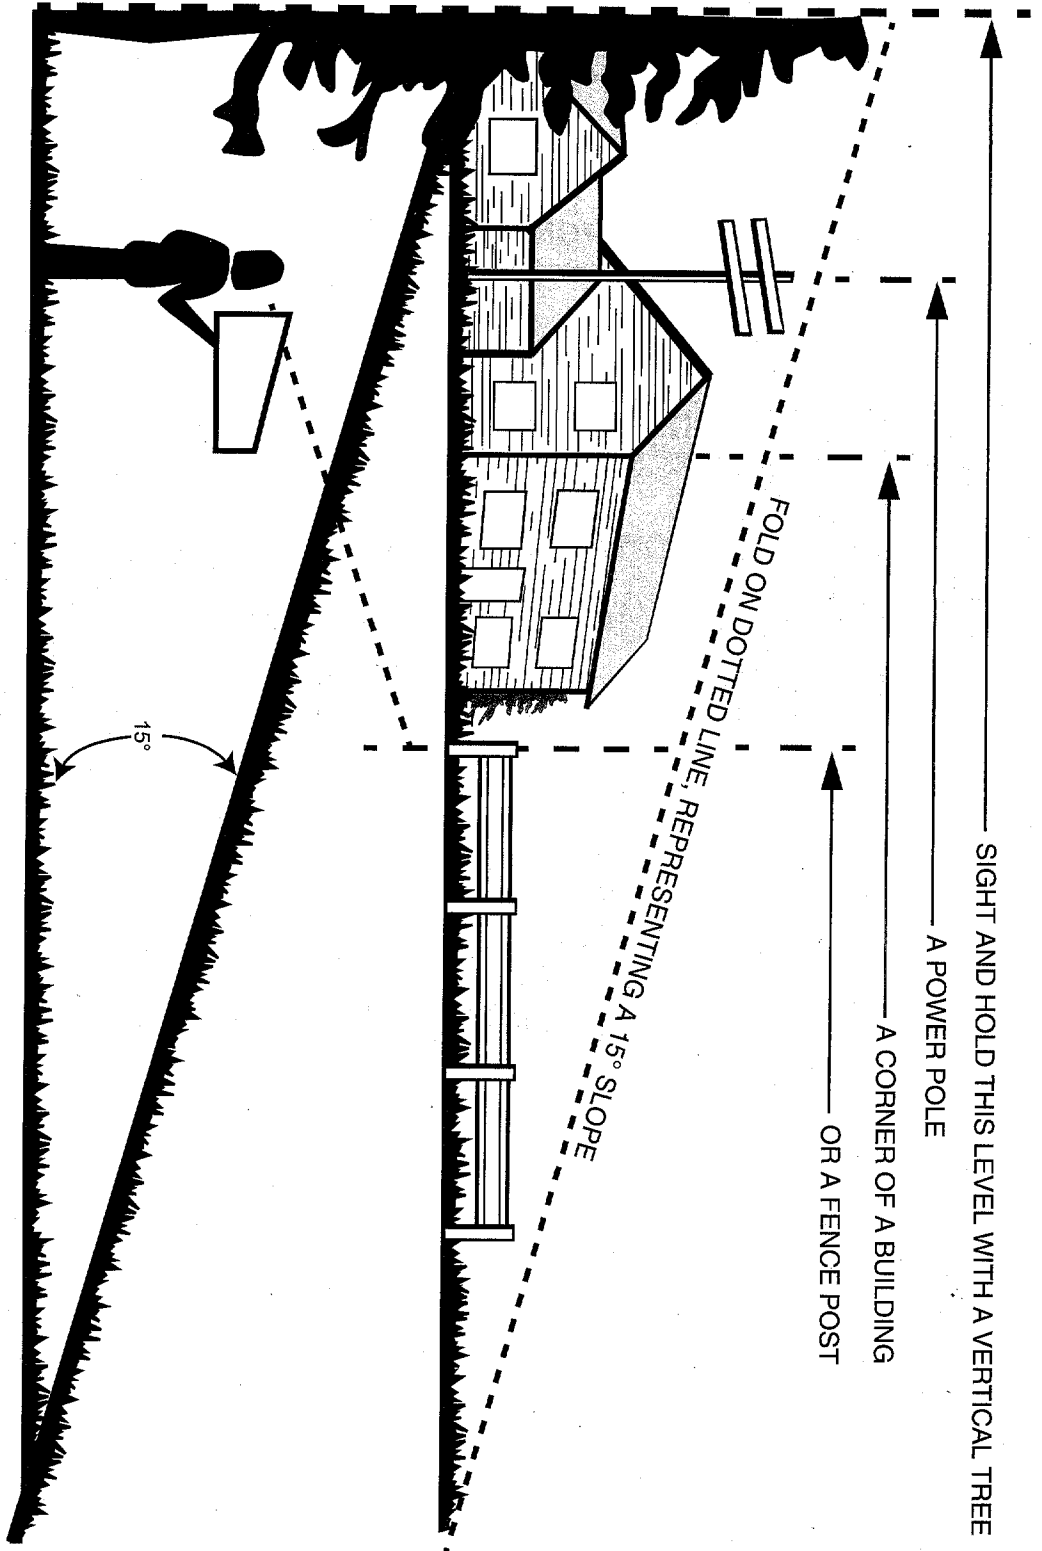 SIGHT AND HOLD THIS LEVEL WITH A VERTICAL TREE
A POWER POLE
A CORNER OF A BUILDING
OR A FENCE POST
FOLD ON DOTTED LINE, REPRESENTING A 15° SLOPE
15°